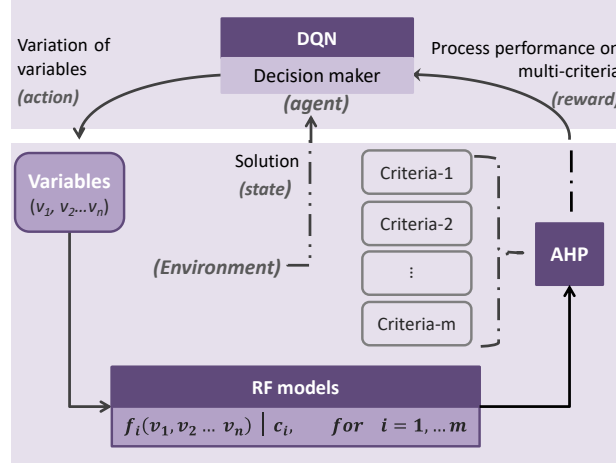 DQN
Decision maker
(agent)
Variation of
variables
(action)
Process performance on
multi-criteria
(reward)
Variables
(v1, v2...vn)
Solution
(state)
(Environment)
Criteria-1
Criteria-2
⋮
Criteria-m
AHP
RF models
fi(v1, v2 … vn) | ci, for i = 1, … m